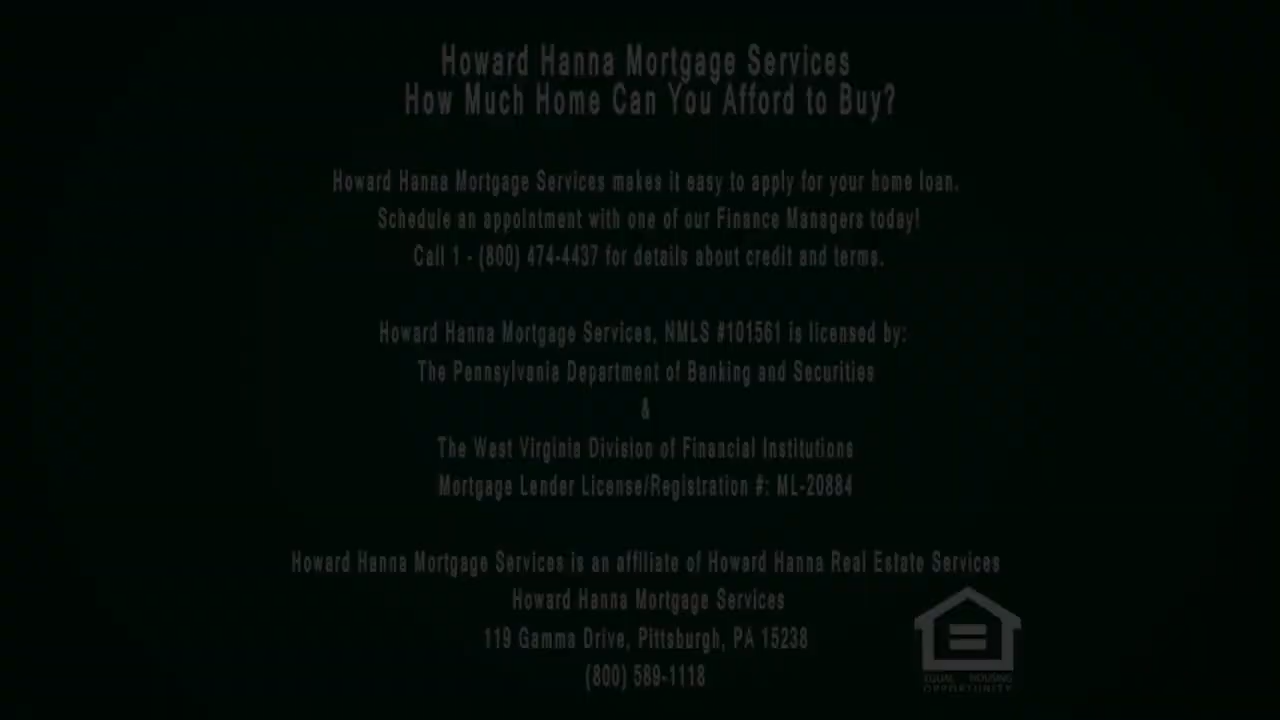 Howard Hanna Mortgage Services
How Much Home Can You Afford to Buy?
Howard Hanna Mortgage Services makes it easy to apply for your home loan.
Schedule an appointment with one of our Finance Managers today!
Call 1 - (800) 474-4437 for details about credit and terms.
Howard Hanna Mortgage Services, NMLS #101561 is licensed by:
The Pennsylvania Department of Banking and Securities
&
The West Virginia Division of Financial Institutions
Mortgage Lender License/Registration #: ML-20884
Howard Hanna Mortgage Services is an affiliate of Howard Hanna Real Estate Services
Howard Hanna Mortgage Services
119 Gamma Drive, Pittsburgh, PA 15238
(800) 589-1118
EQUAL HOUSING
OPPORTUNITY